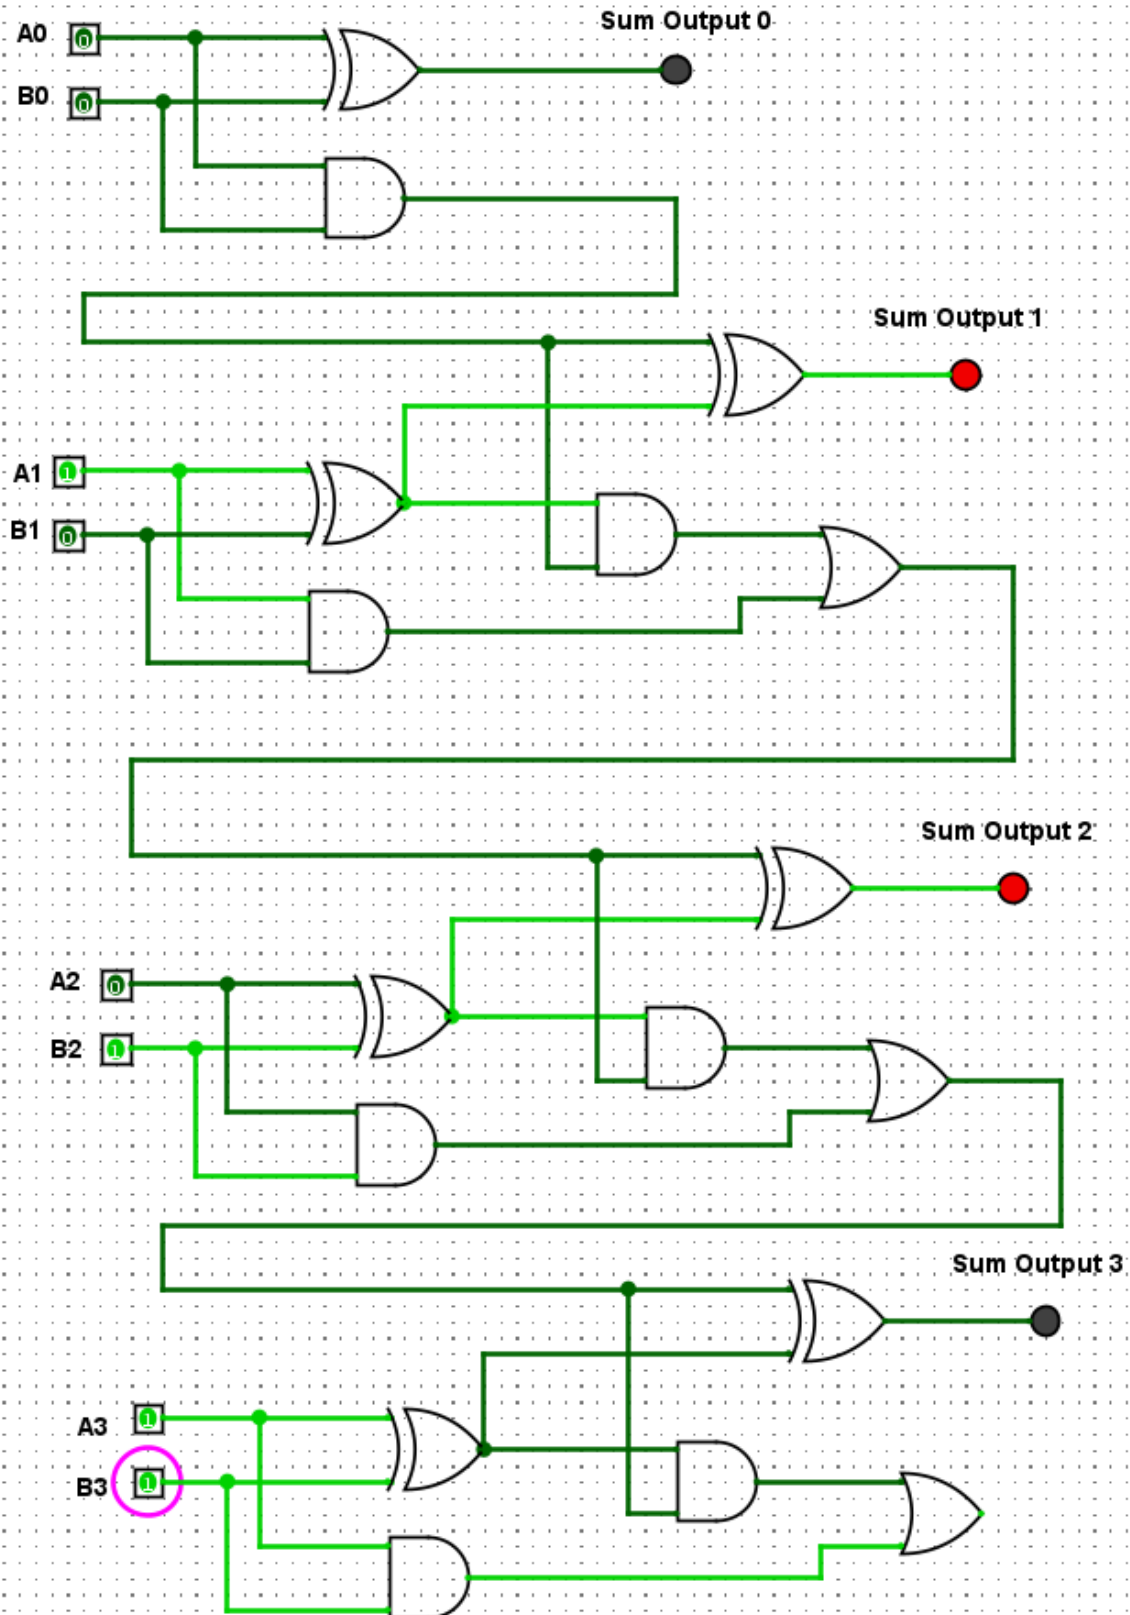 Sum Output 0
A0 0
B0 0
Sum Output 1
A1 1
B1 0
Sum Output 2
A2 0
B2 1
Sum Output 3
A3 1
B3 1